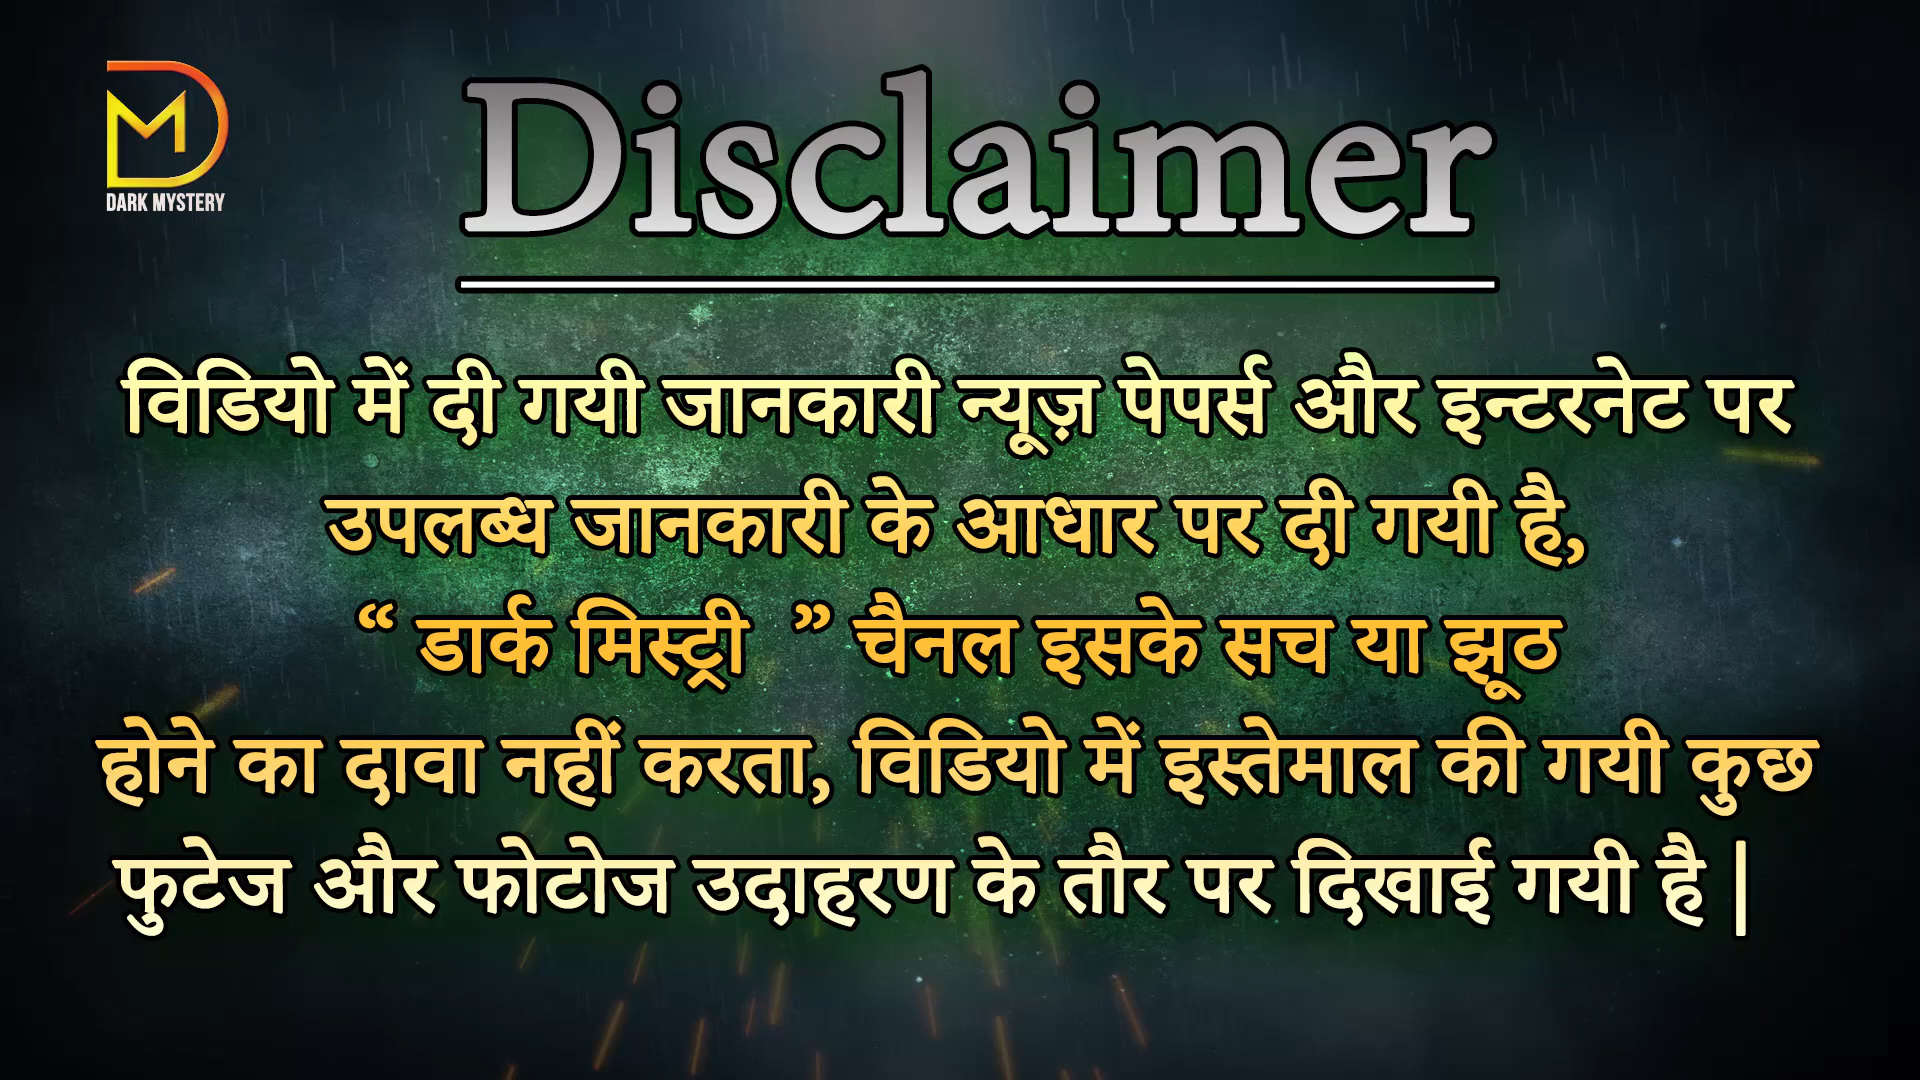 DARK MYSTERY
Disclaimer
विडियो में दी गयी जानकारी न्यूज़ पेपर्स और इन्टरनेट पर
उपलब्ध जानकारी के आधार पर दी गयी है,
“ डार्क मिस्ट्री ” चैनल इसके सच या झूठ
होने का दावा नहीं करता, विडियो में इस्तेमाल की गयी कुछ
फुटेज और फोटोज उदाहरण के तौर पर दिखाई गयी है |